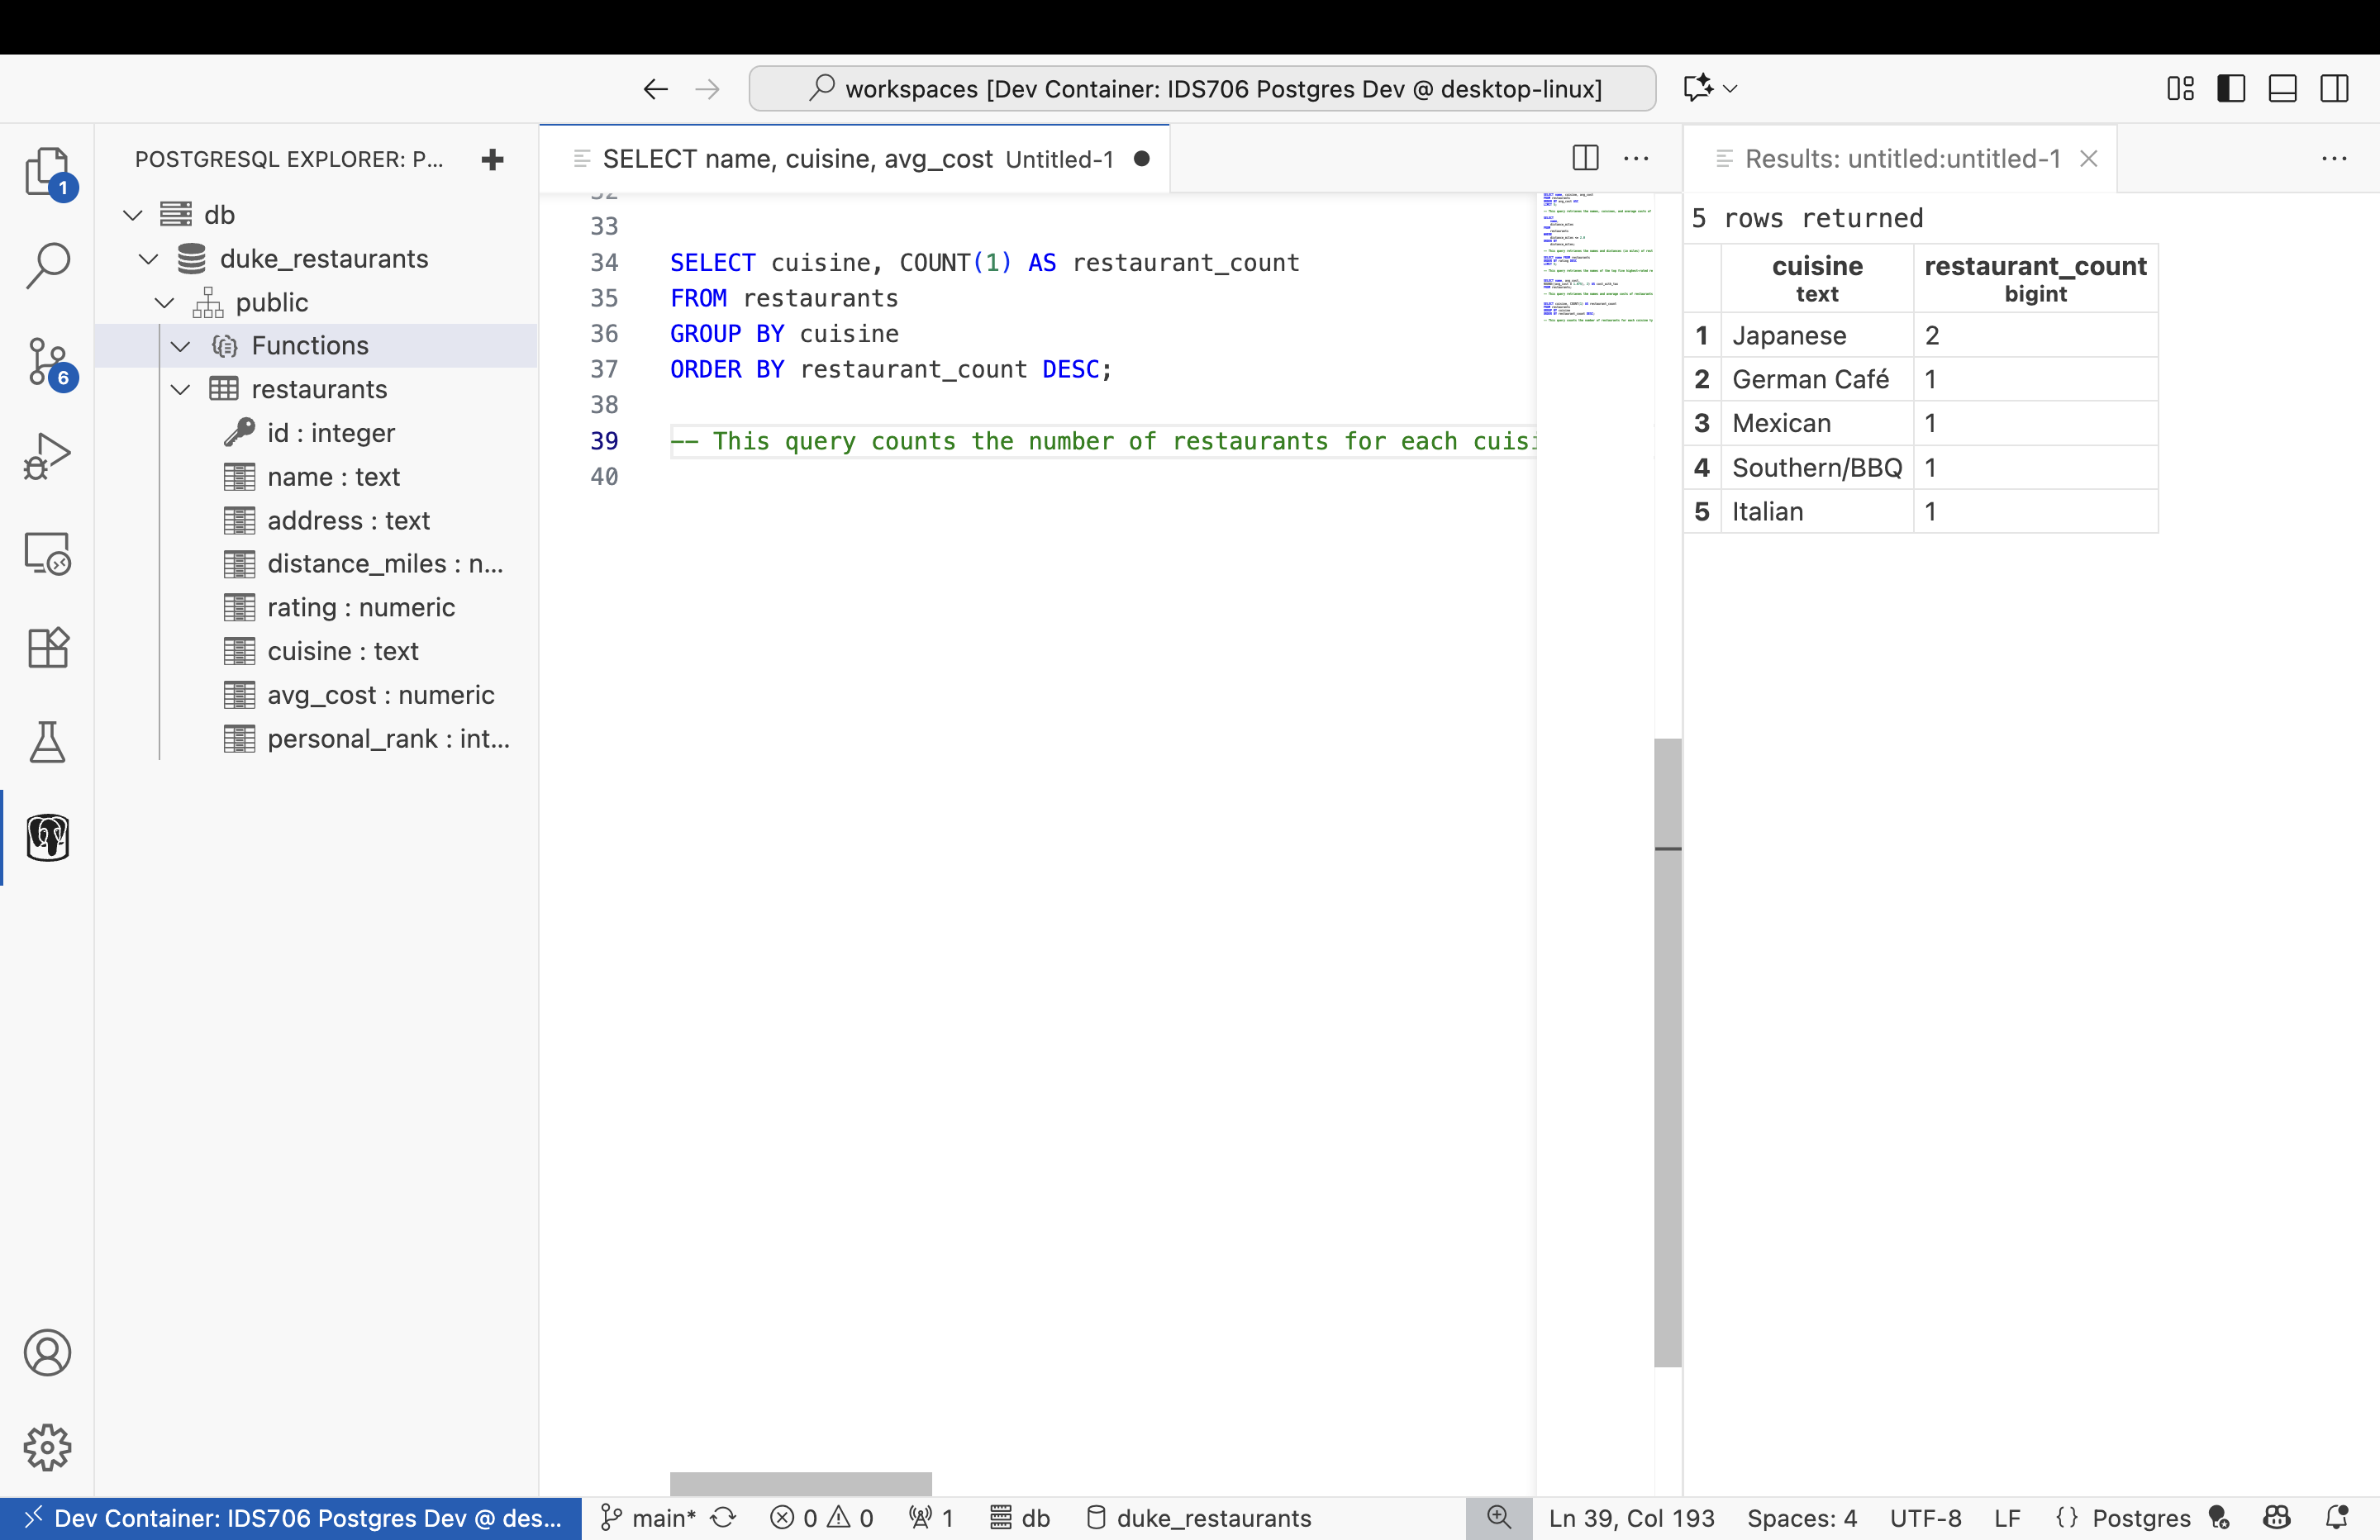 workspaces [Dev Container: IDS706 Postgres Dev @ desktop-linux]
1
6
POSTGRESQL EXPLORER: P...
db
duke_restaurants
public
Functions
restaurants
id : integer
name : text
address : text
distance_miles : n...
rating : numeric
cuisine : text
avg_cost : numeric
personal_rank : int...
SELECT name, cuisine, avg_cost Untitled-1
33
34 SELECT cuisine, COUNT(1) AS restaurant_count
35 FROM restaurants
36 GROUP BY cuisine
37 ORDER BY restaurant_count DESC;
38
39 -- This query counts the number of restaurants for each cuisi
40
Results: untitled:untitled-1
5 rows returned
cuisine restaurant_count
text bigint
1 Japanese 2
2 German Café 1
3 Mexican 1
4 Southern/BBQ 1
5 Italian 1
Dev Container: IDS706 Postgres Dev @ des... main* 0 0 1 db duke_restaurants Ln 39, Col 193 Spaces: 4 UTF-8 LF {} Postgres